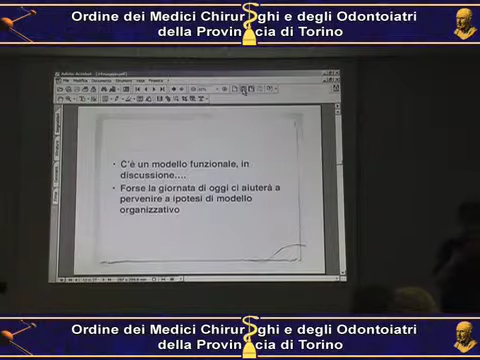 Ordine dei Medici Chirurghi e degli Odontoiatri
della Provincia di Torino
• C'è un modello funzionale, in
discussione....
• Forse la giornata di oggi ci aiuterà a
pervenire a ipotesi di modello
organizzativo
Ordine dei Medici Chirurghi e degli Odontoiatri
della Provincia di Torino